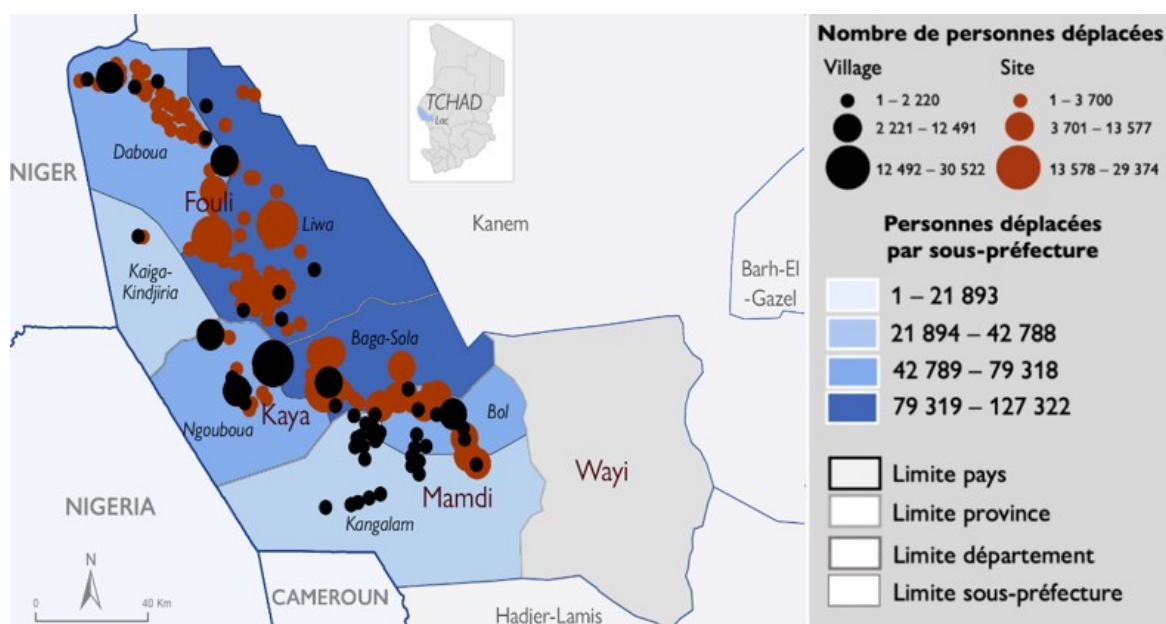 NIGER
Daboua
Fouli
Liwa
Kaiga-
Kindjiria
Baga-Sola
Ngouboua
Kaya
Bol
Mamdi
Kangalam
Wayi
Kanem
Barh-El
-Gazel
NIGERIA
CAMEROUN
Hadjer-Lamis
N
0 40 Km
TCHAD
Lac
Nombre de personnes déplacées
Village Site
1 – 2 220 1 – 3 700
2 221 – 12 491 3 701 – 13 577
12 492 – 30 522 13 578 – 29 374
Personnes déplacées
par sous-préfecture
1 – 21 893
21 894 – 42 788
42 789 – 79 318
79 319 – 127 322
Limite pays
Limite province
Limite département
Limite sous-préfecture